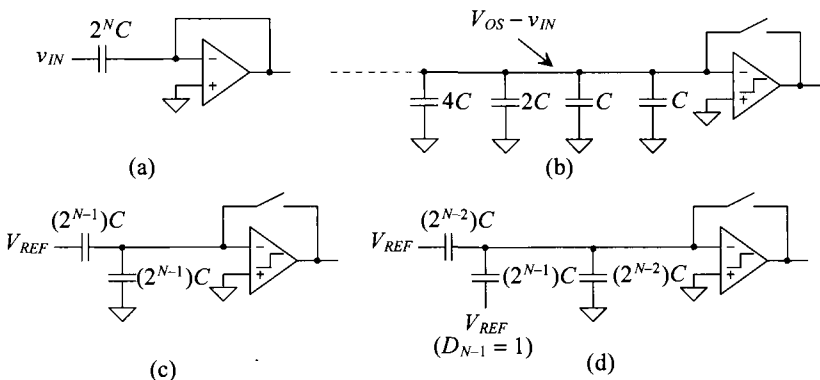 2^N C
v_IN
−
+
(a)
V_OS − v_IN
4C
2C
C
C
−
+
(b)
(2^{N-1})C
V_REF
(2^{N-1})C
−
+
(c)
(2^{N-2})C
V_REF
(2^{N-1})C
(2^{N-2})C
V_REF
(D_{N-1} = 1)
−
+
(d)